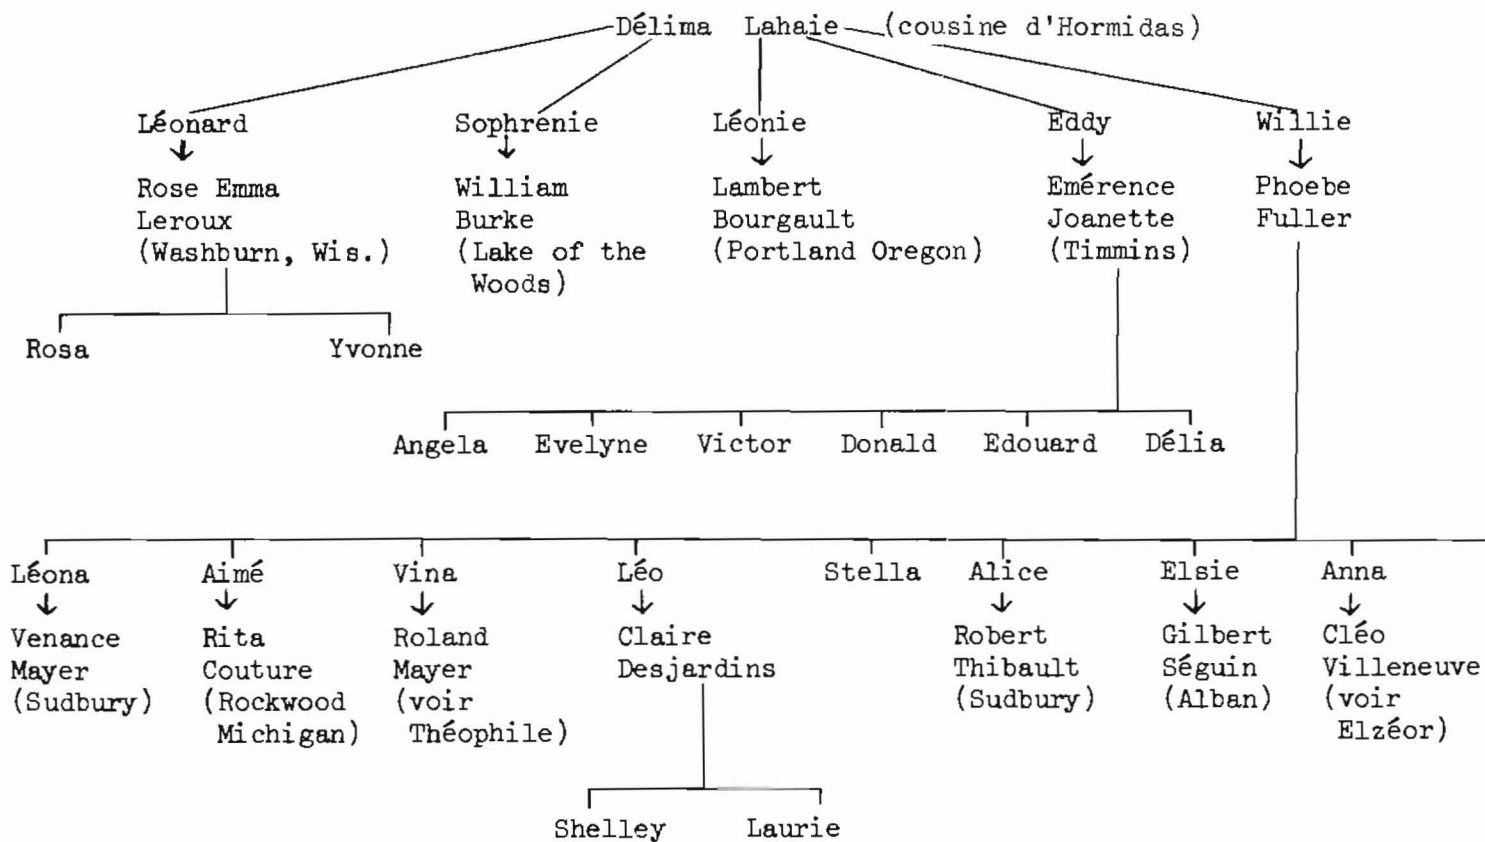 Délima Lahaie (cousine d'Hormidas)
Léonard Sophrénie Léonie Eddy Willie
Rose Emma William Lambert Emérence Phoebe
Leroux Burke Bourgault Joanette Fuller
(Washburn, Wis.) (Lake of the (Portland Oregon) (Timmins)
Woods)
Rosa Yvonne
Angela Evelyne Victor Donald Edouard Délia
Léona Aimé Vina Léo Stella Alice Elsie Anna
Venance Rita Roland Claire Robert Gilbert Cléo
Mayer Couture Mayer Desjardins Thibault Séguin Villeneuve
(Sudbury) (Rockwood (voir (Sudbury) (Alban) (voir
Michigan) Théophile) Elzéor)
Shelley Laurie